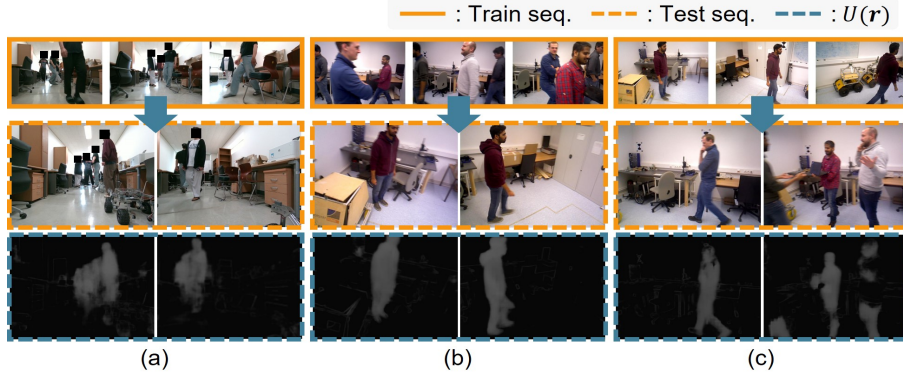 : Train seq. : Test seq. : U(r)
(a) (b) (c)